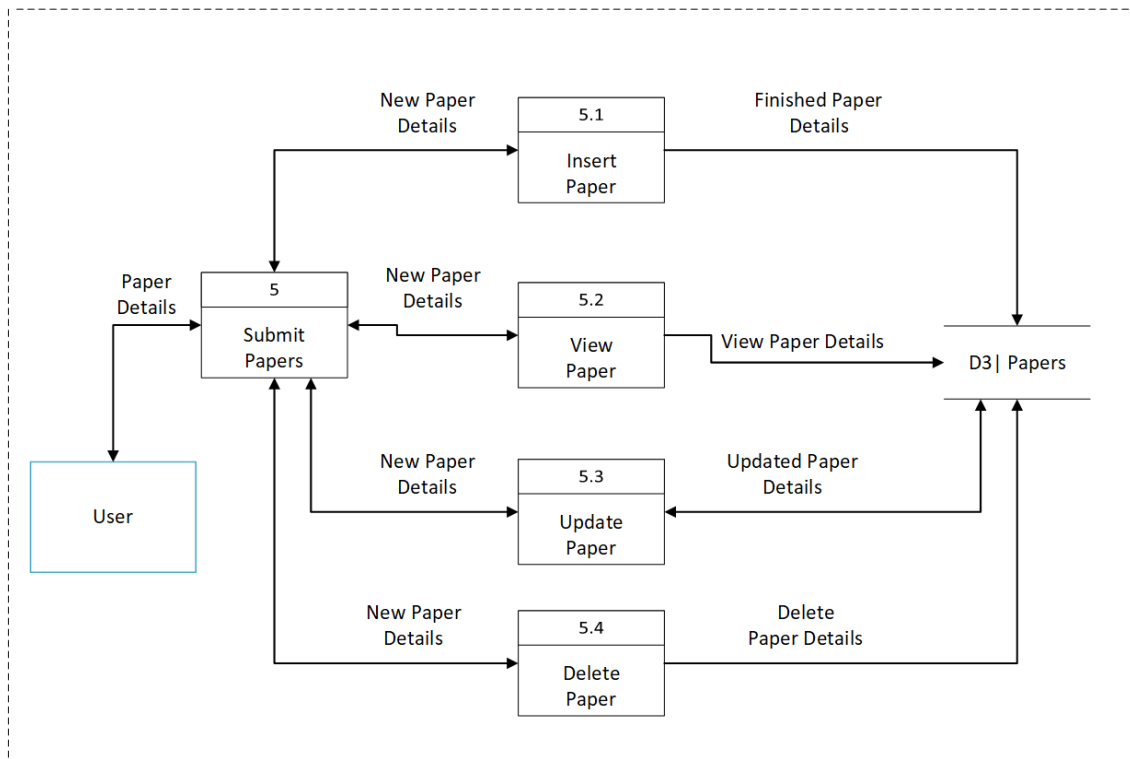 New Paper
Details
5.1
Insert
Paper
Finished Paper
Details
Paper
Details
5
Submit
Papers
New Paper
Details
5.2
View
Paper
View Paper Details
D3| Papers
User
New Paper
Details
5.3
Update
Paper
Updated Paper
Details
New Paper
Details
5.4
Delete
Paper
Delete
Paper Details